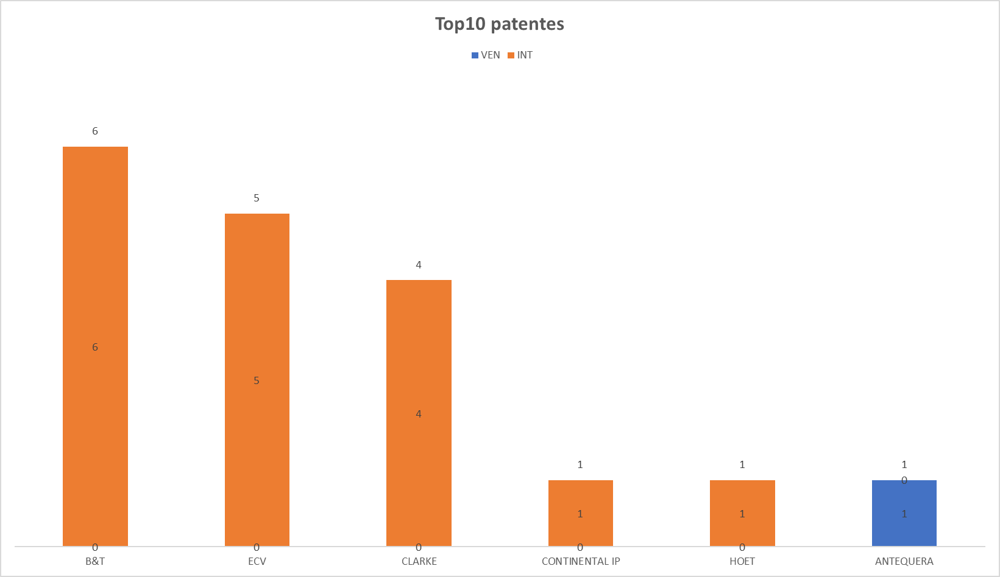 Top10 patentes
VEN INT
6
5
4
1 1 1
6
5
4
1 1 1
0 0 0 0 0 0
B&T ECV CLARKE CONTINENTAL IP HOET ANTEQUERA